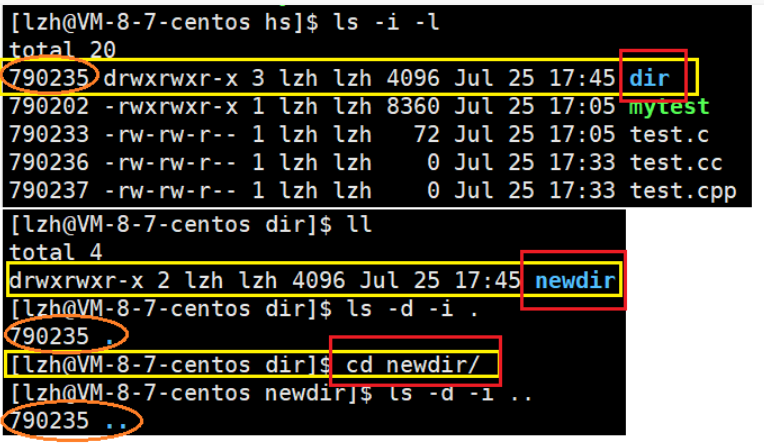 [lzh@VM-8-7-centos hs]$ ls -i -l
total 20
790235 drwxrwxr-x 3 lzh lzh 4096 Jul 25 17:45 dir
790202 -rwxrwxr-x 1 lzh lzh 8360 Jul 25 17:05 mytest
790233 -rw-rw-r-- 1 lzh lzh   72 Jul 25 17:05 test.c
790236 -rw-rw-r-- 1 lzh lzh    0 Jul 25 17:33 test.cc
790237 -rw-rw-r-- 1 lzh lzh    0 Jul 25 17:33 test.cpp
[lzh@VM-8-7-centos dir]$ ll
total 4
drwxrwxr-x 2 lzh lzh 4096 Jul 25 17:45 newdir
[lzh@VM-8-7-centos dir]$ ls -d -i .
790235 .
[lzh@VM-8-7-centos dir]$ cd newdir/
[lzh@VM-8-7-centos newdir]$ ls -d -i ..
790235 ..